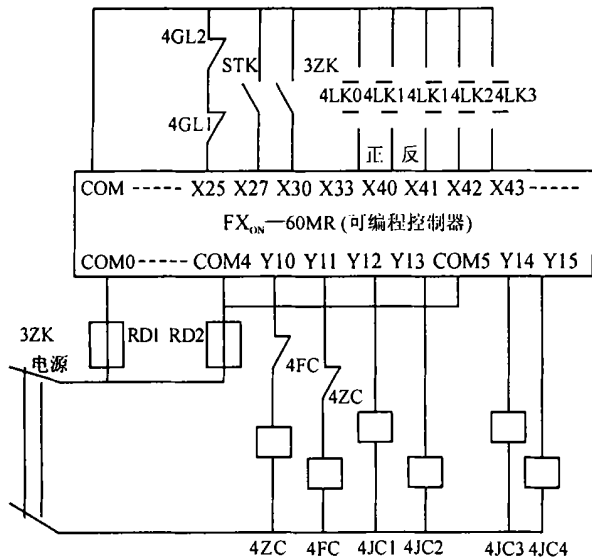 4GL2
STK
3ZK
4LK0 4LK1 4LK1 4LK2 4LK3
4GL1
正 反
COM ----- X25 X27 X30 X33 X40 X41 X42 X43 -----
FX_ON—60MR (可编程控制器)
COM0 ----- COM4 Y10 Y11 Y12 Y13 COM5 Y14 Y15
3ZK
电源
RD1 RD2
4FC
4ZC
4ZC 4FC 4JC1 4JC2 4JC3 4JC4